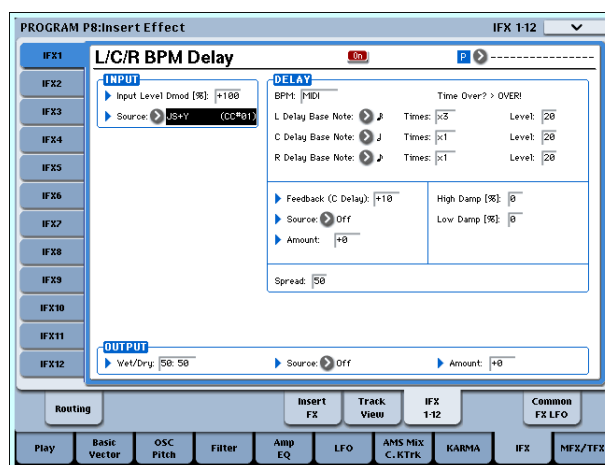 PROGRAM P8:Insert Effect IFX 1-12
IFX1
IFX2
IFX3
IFX4
IFX5
IFX6
IFX7
IFX8
IFX9
IFX10
IFX11
IFX12
L/C/R BPM Delay On P ----------------
INPUT
Input Level Dmod [%]: +100
Source: JS+Y (CC#01)
DELAY
BPM: MIDI Time Over? > OVER!
L Delay Base Note: ♪ Times: x3 Level: 20
C Delay Base Note: ♩ Times: x1 Level: 20
R Delay Base Note: ♪ Times: x1 Level: 20
Feedback (C Delay): +10 High Damp [%]: 0
Source: Off Low Damp [%]: 0
Amount: +0
Spread: 50
OUTPUT
Wet/Dry: 50: 50 Source: Off Amount: +0
Routing Insert FX Track View IFX 1-12 Common FX LFO
Play Basic Vector OSC Pitch Filter Amp EQ LFO AMS Mix C.KTrk KARMA IFX MFX/TFX